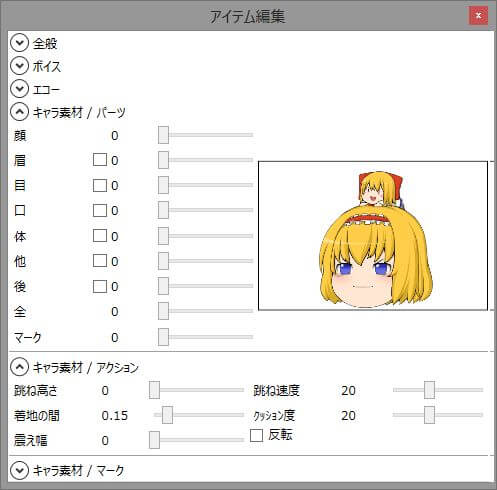 アイテム編集
x
全般
ボイス
エコー
キャラ素材 / パーツ
顔 0
眉 0
目 0
口 0
体 0
他 0
後 0
全 0
マーク 0
キャラ素材 / アクション
跳ね高さ 0 跳ね速度 20
着地の間 0.15 クッション度 20
震え幅 0 反転
キャラ素材 / マーク